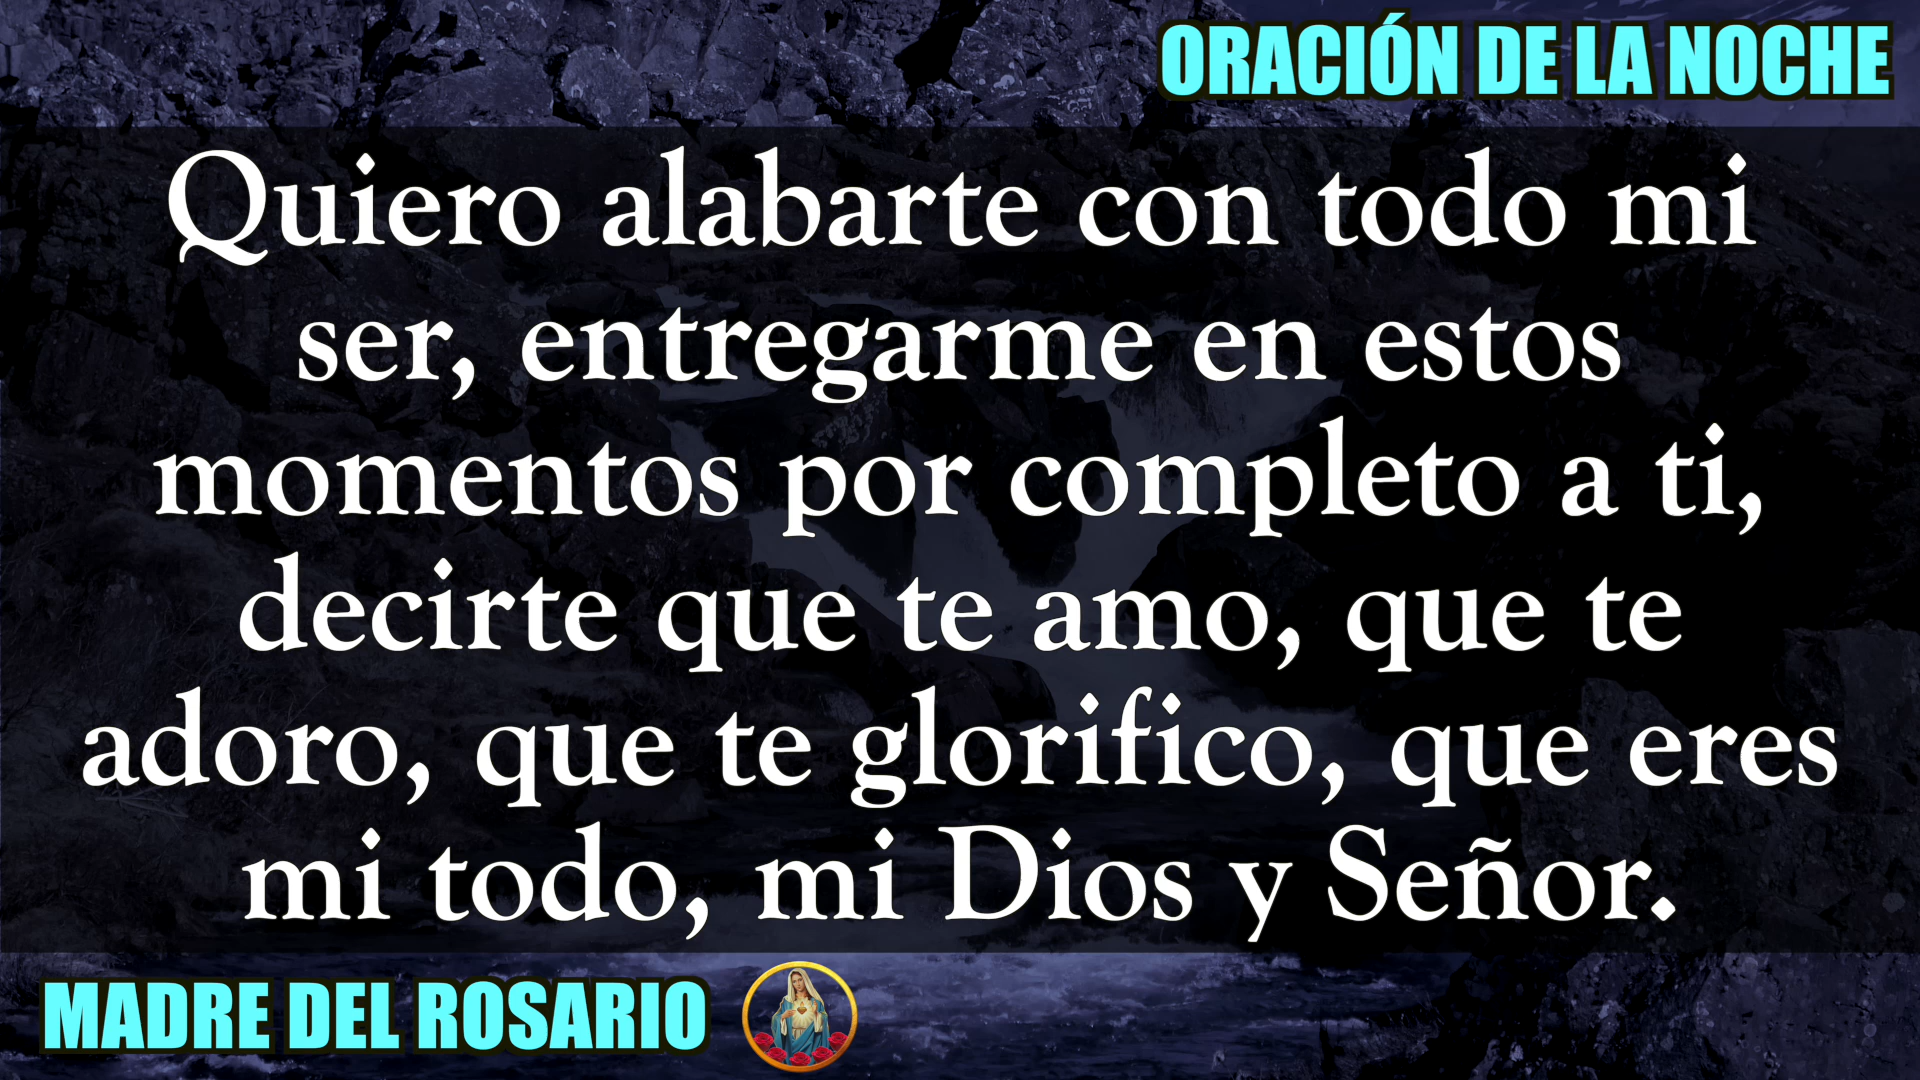 ORACIÓN DE LA NOCHE
Quiero alabarte con todo mi
ser, entregarme en estos
momentos por completo a ti,
decirte que te amo, que te
adoro, que te glorifico, que eres
mi todo, mi Dios y Señor.
MADRE DEL ROSARIO